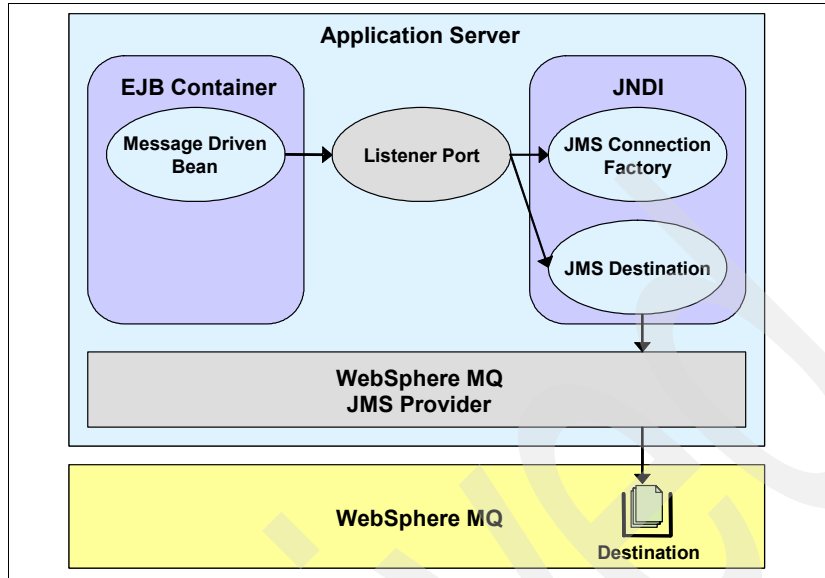 Application Server
EJB Container
JNDI
Message Driven
Bean
Listener Port
JMS Connection
Factory
JMS Destination
WebSphere MQ
JMS Provider
WebSphere MQ
Destination